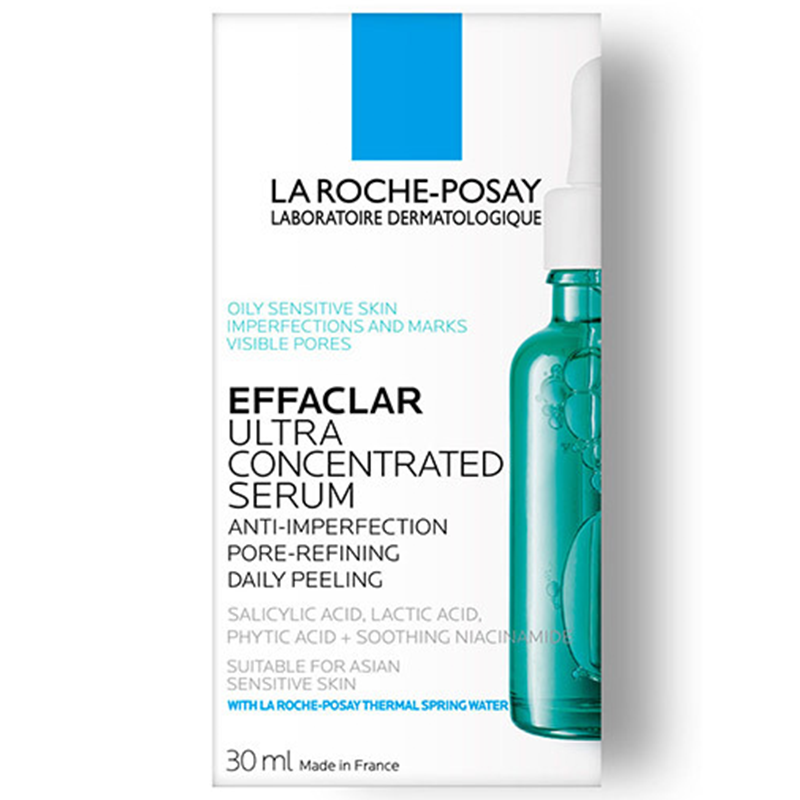 LA ROCHE-POSAY
LABORATOIRE DERMATOLOGIQUE
OILY SENSITIVE SKIN
IMPERFECTIONS AND MARKS
VISIBLE PORES
EFFACLAR
ULTRA
CONCENTRATED
SERUM
ANTI-IMPERFECTION
PORE-REFINING
DAILY PEELING
SALICYLIC ACID, LACTIC ACID,
PHYTIC ACID + SOOTHING NIACINAMIDE
SUITABLE FOR ASIAN
SENSITIVE SKIN
WITH LA ROCHE-POSAY THERMAL SPRING WATER
30 ml Made in France